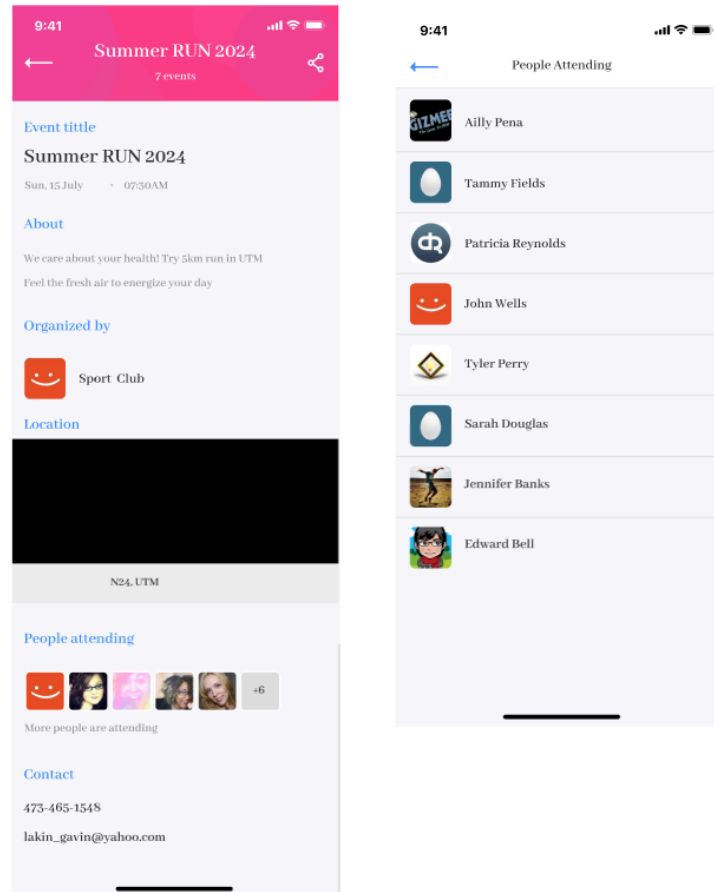 9:41
Summer RUN 2024
7 events
Event tittle
Summer RUN 2024
Sun, 15 July · 07:30AM
About
We care about your health! Try 5km run in UTM
Feel the fresh air to energize your day
Organized by
Sport Club
Location
N24, UTM
People attending
+6
More people are attending
Contact
473-465-1548
lakin_gavin@yahoo.com
9:41
People Attending
GIZMEE
Ailly Pena
Tammy Fields
dR
Patricia Reynolds
John Wells
Tyler Perry
Sarah Douglas
Jennifer Banks
Edward Bell